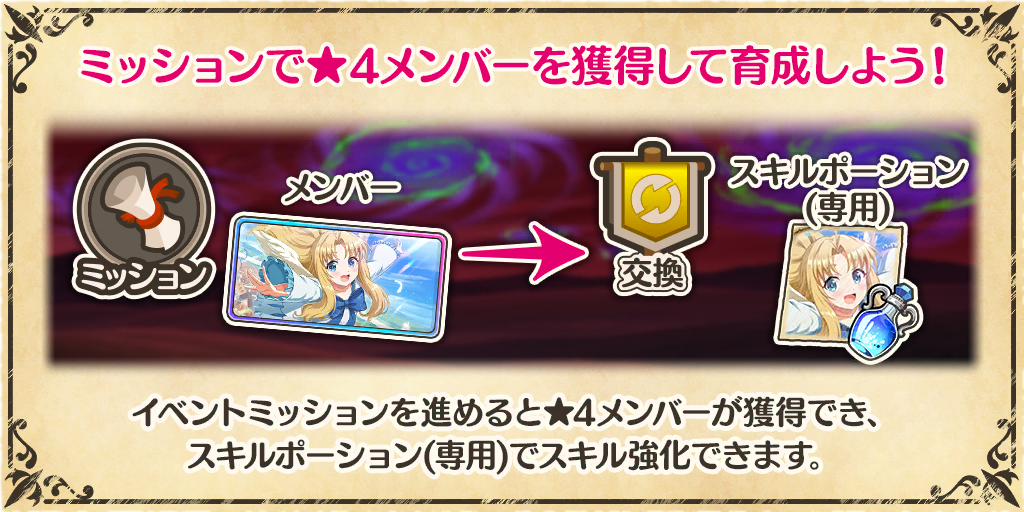 ミッションで★4メンバーを獲得して育成しよう！
ミッション
メンバー
交換
スキルポーション
(専用)
イベントミッションを進めると★4メンバーが獲得でき、
スキルポーション(専用)でスキル強化できます。